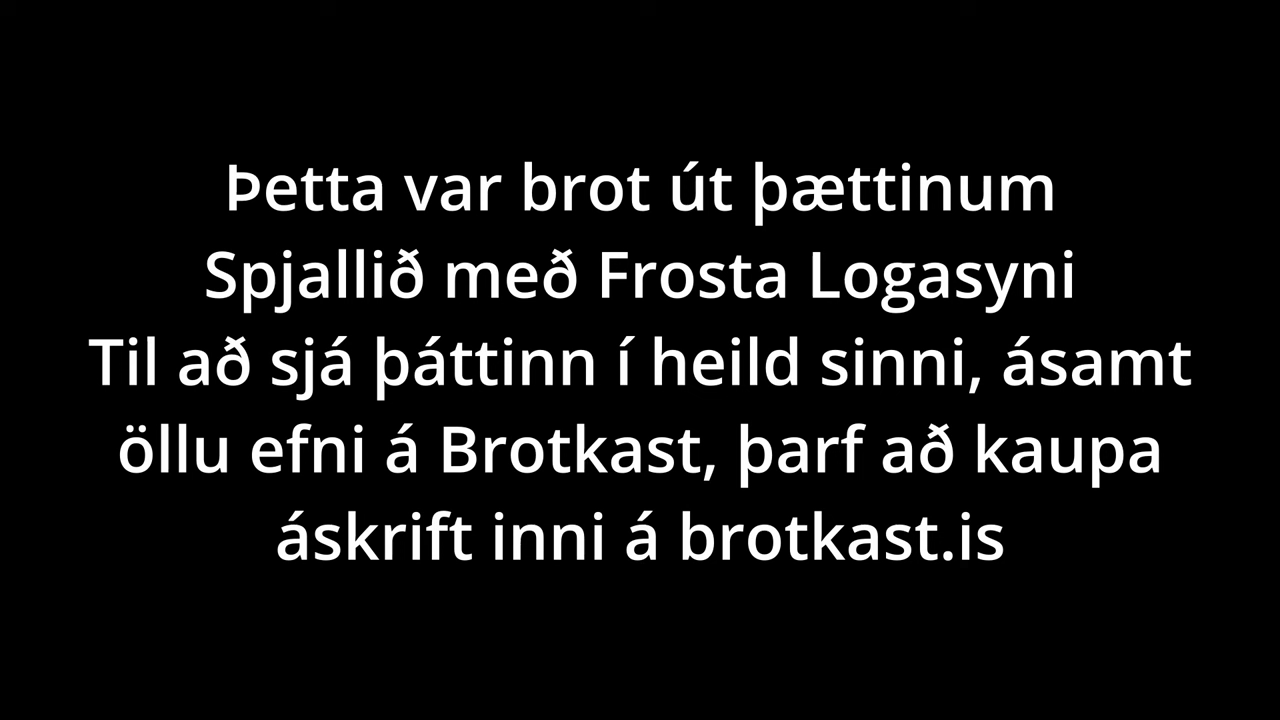 Þetta var brot út þættinum
Spjallið með Frosta Logasyni
Til að sjá þáttinn í heild sinni, ásamt
öllu efni á Brotkast, þarf að kaupa
áskrift inni á brotkast.is